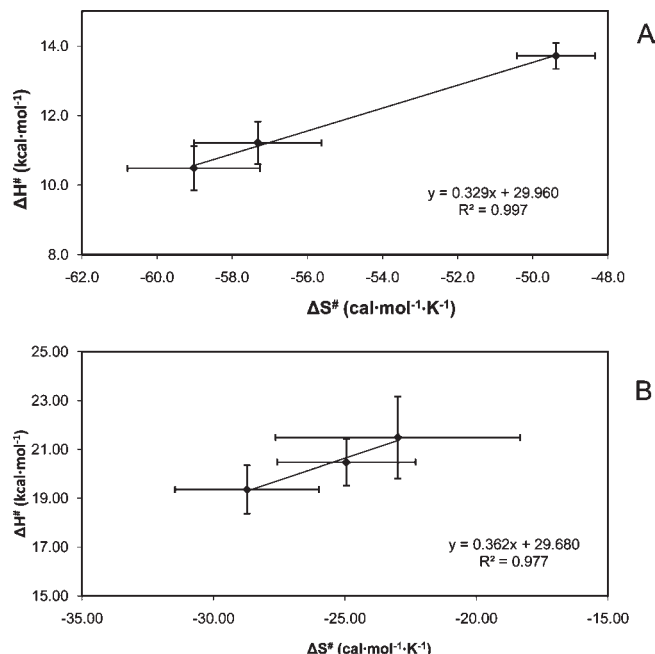 A
14.0
12.0
10.0
8.0
ΔH# (kcal·mol-1)
y = 0.329x + 29.960
R² = 0.997
-62.0 -60.0 -58.0 -56.0 -54.0 -52.0 -50.0 -48.0
ΔS# (cal·mol-1·K-1)
B
25.00
23.00
21.00
19.00
17.00
15.00
ΔH# (kcal·mol-1)
y = 0.362x + 29.680
R² = 0.977
-35.00 -30.00 -25.00 -20.00 -15.00
ΔS# (cal·mol-1·K-1)